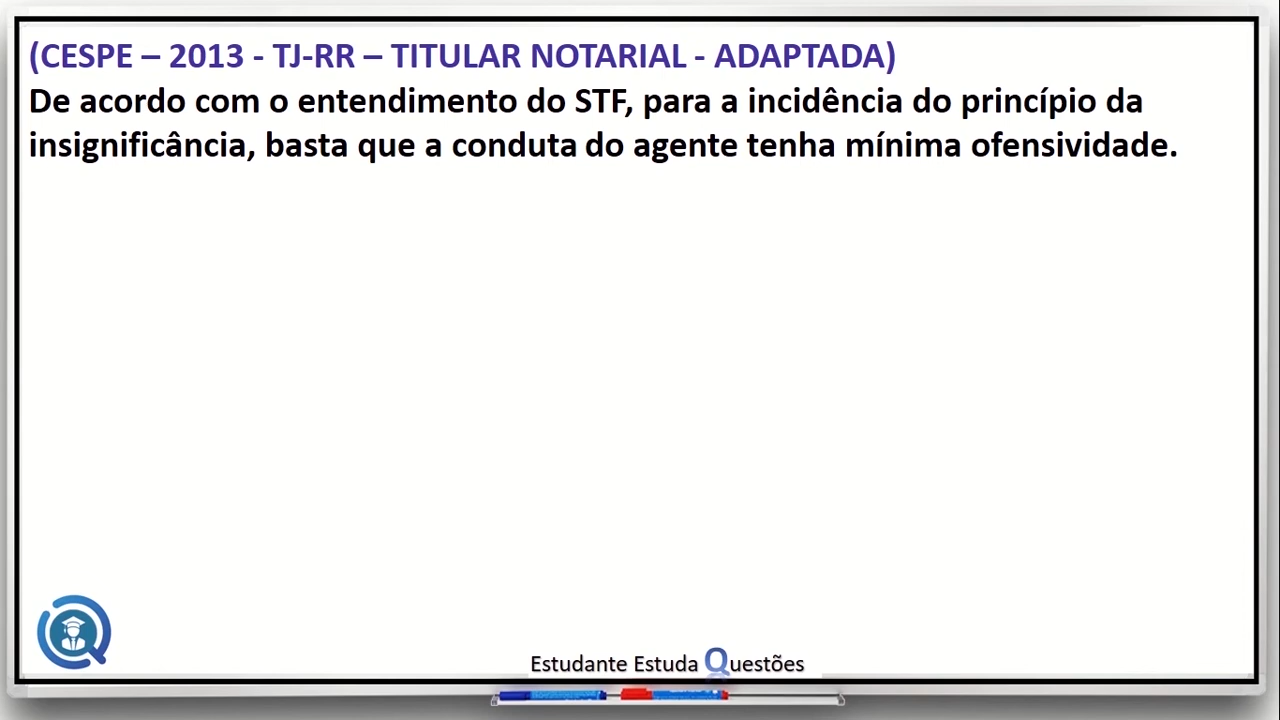 (CESPE – 2013 - TJ-RR – TITULAR NOTARIAL - ADAPTADA)
De acordo com o entendimento do STF, para a incidência do princípio da
insignificância, basta que a conduta do agente tenha mínima ofensividade.
Estudante Estuda Questões